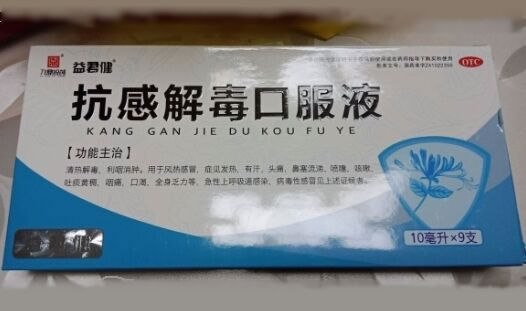 益君健
OTC
抗感解毒口服液
KANG GAN JIE DU KOU FU YE
【功能主治】
清热解毒,利咽消肿。用于风热感冒,症见发热、有汗、头痛、鼻塞流涕、喷嚏、咳嗽、
吐痰黄稠、咽痛、口渴、全身乏力等、急性上呼吸道感染、病毒性感冒见上述证候者。
10毫升×9支